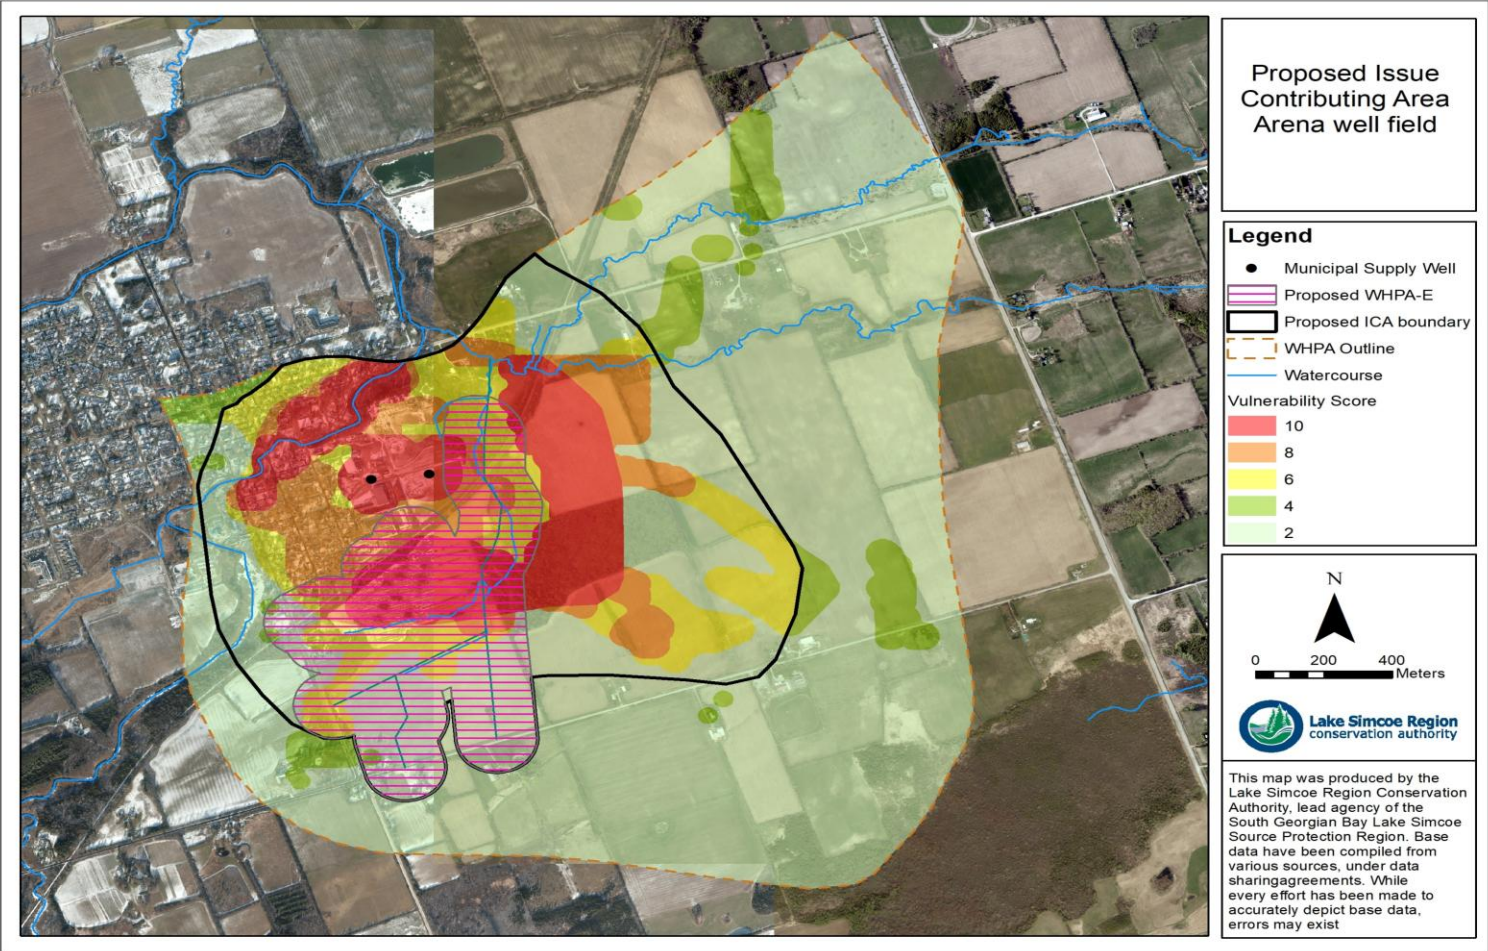 Proposed Issue
Contributing Area
Arena well field
Legend
Municipal Supply Well
Proposed WHPA-E
Proposed ICA boundary
WHPA Outline
Watercourse
Vulnerability Score
10
8
6
4
2
N
0 200 400
Meters
Lake Simcoe Region
conservation authority
This map was produced by the
Lake Simcoe Region Conservation
Authority, lead agency of the
South Georgian Bay Lake Simcoe
Source Protection Region. Base
data have been compiled from
various sources, under data
sharingagreements. While
every effort has been made to
accurately depict base data,
errors may exist